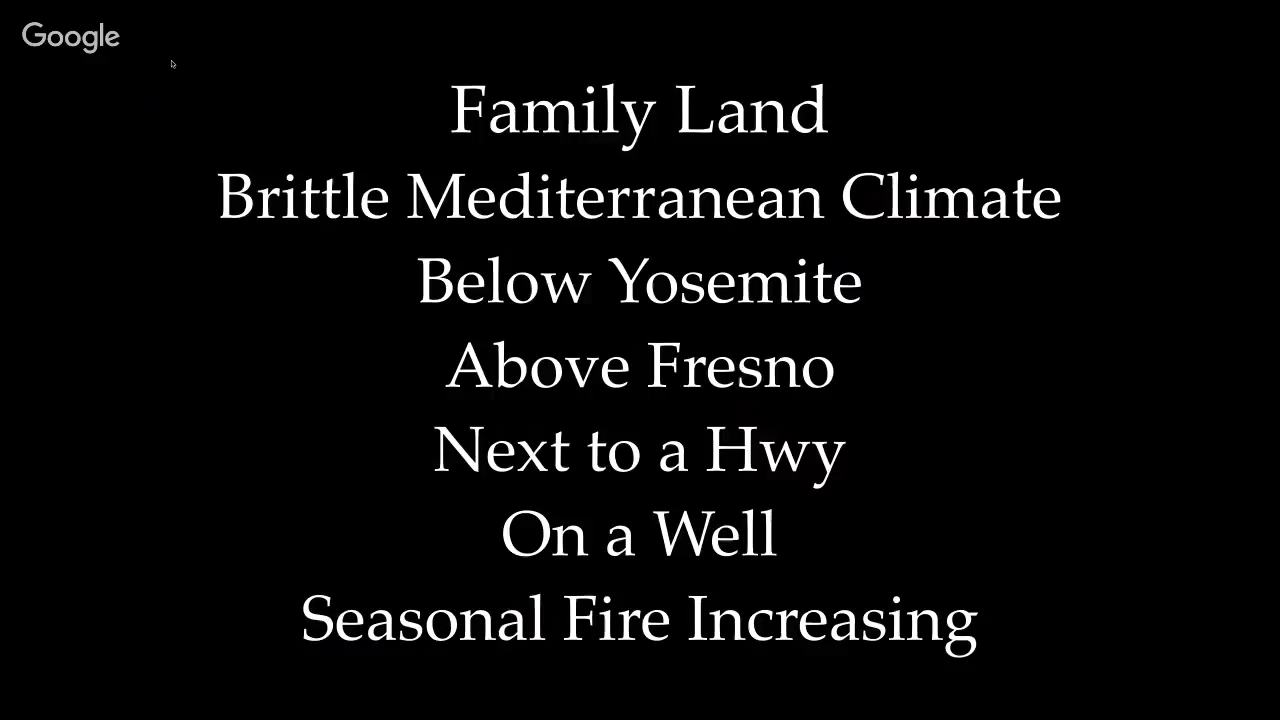 Google
Family Land
Brittle Mediterranean Climate
Below Yosemite
Above Fresno
Next to a Hwy
On a Well
Seasonal Fire Increasing